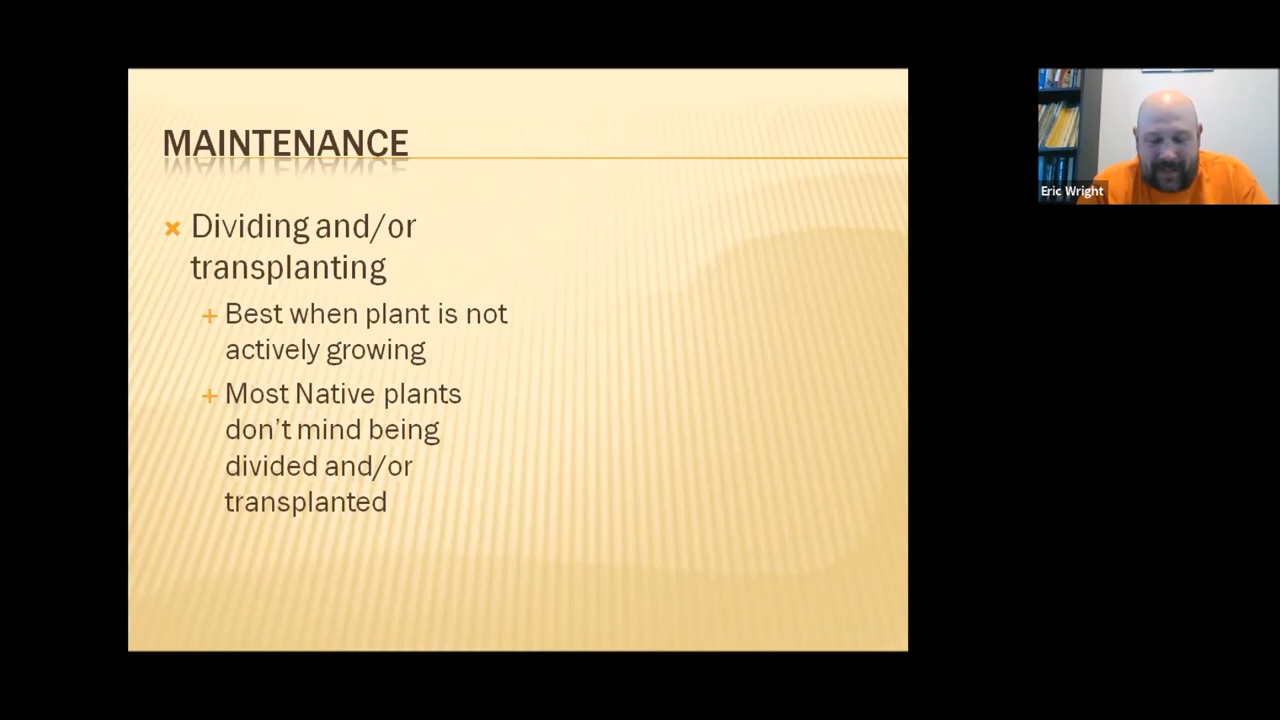 MAINTENANCE
Dividing and/or
transplanting
Best when plant is not
actively growing
Most Native plants
don't mind being
divided and/or
transplanted
Eric Wright